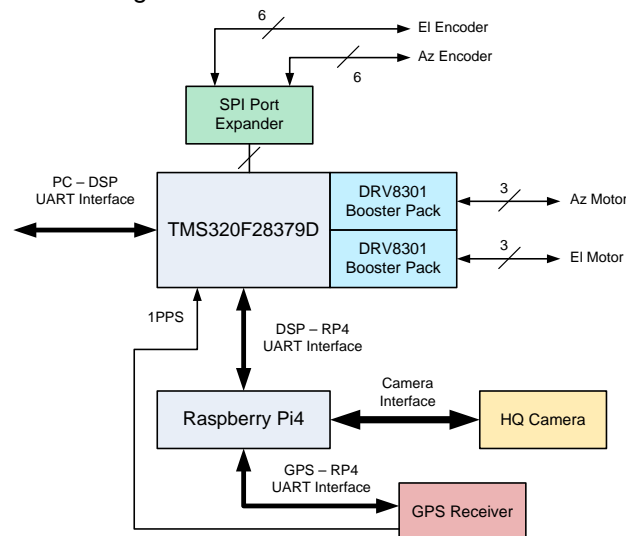 6
El Encoder
Az Encoder
6
SPI Port
Expander
PC – DSP
UART Interface
TMS320F28379D
DRV8301
Booster Pack
3
Az Motor
DRV8301
Booster Pack
3
El Motor
1PPS
DSP – RP4
UART Interface
Camera
Interface
Raspberry Pi4
HQ Camera
GPS – RP4
UART Interface
GPS Receiver